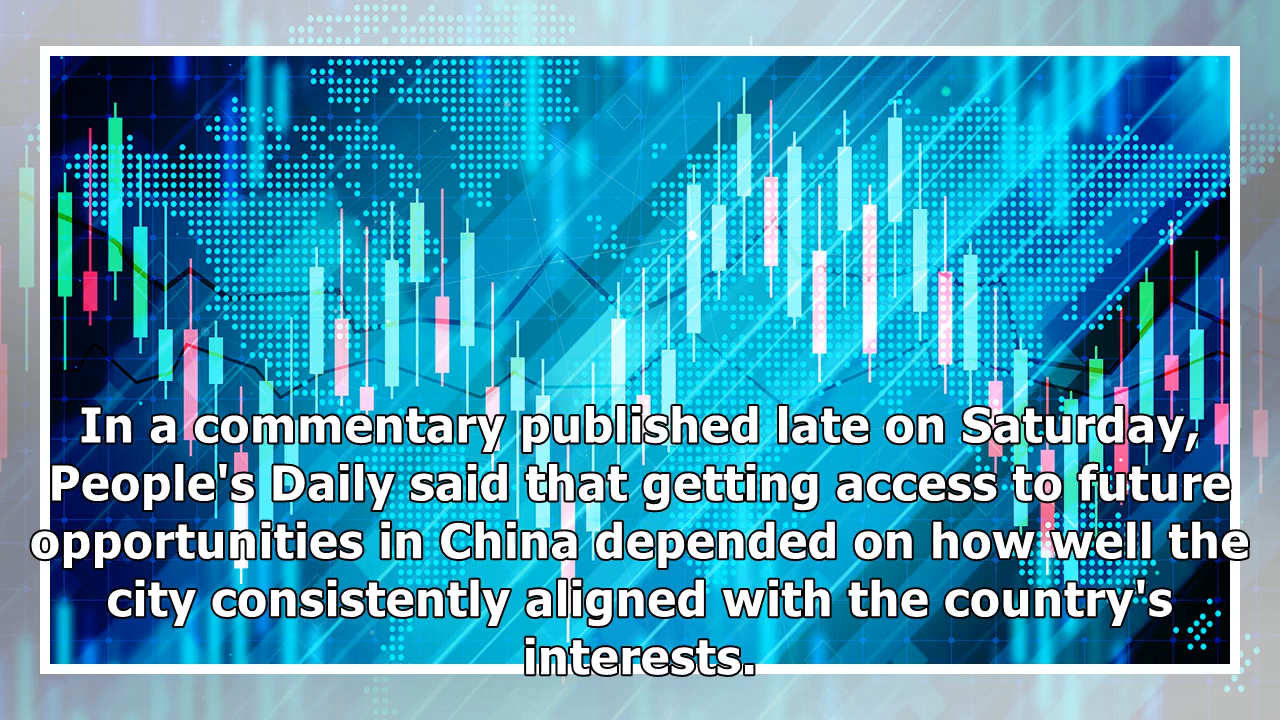 In a commentary published late on Saturday,
People's Daily said that getting access to future
opportunities in China depended on how well the
city consistently aligned with the country's
interests.